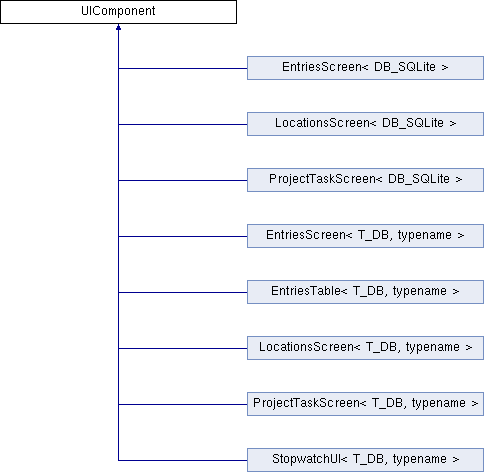 UIComponent
EntriesScreen< DB_SQLite >
LocationsScreen< DB_SQLite >
ProjectTaskScreen< DB_SQLite >
EntriesScreen< T_DB, typename >
EntriesTable< T_DB, typename >
LocationsScreen< T_DB, typename >
ProjectTaskScreen< T_DB, typename >
StopwatchUI< T_DB, typename >